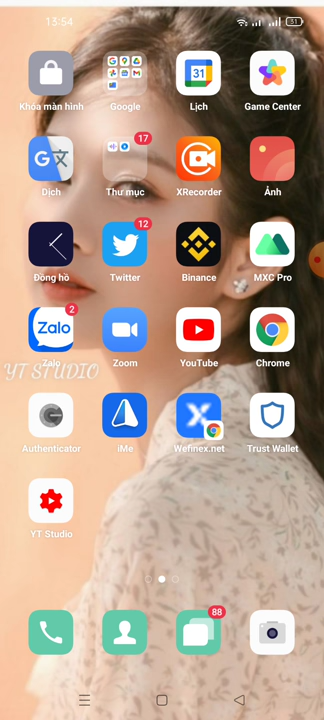 13:54
51
31
Khóa màn hình
Google
Lịch
Game Center
G
17
Dịch
Thư mục
XRecorder
Ảnh
12
Đồng hồ
Twitter
Binance
MXC Pro
Zalo
2
Zalo
Zoom
YouTube
Chrome
YT STUDIO
Authenticator
iMe
Wefinex.net
Trust Wallet
YT Studio
88